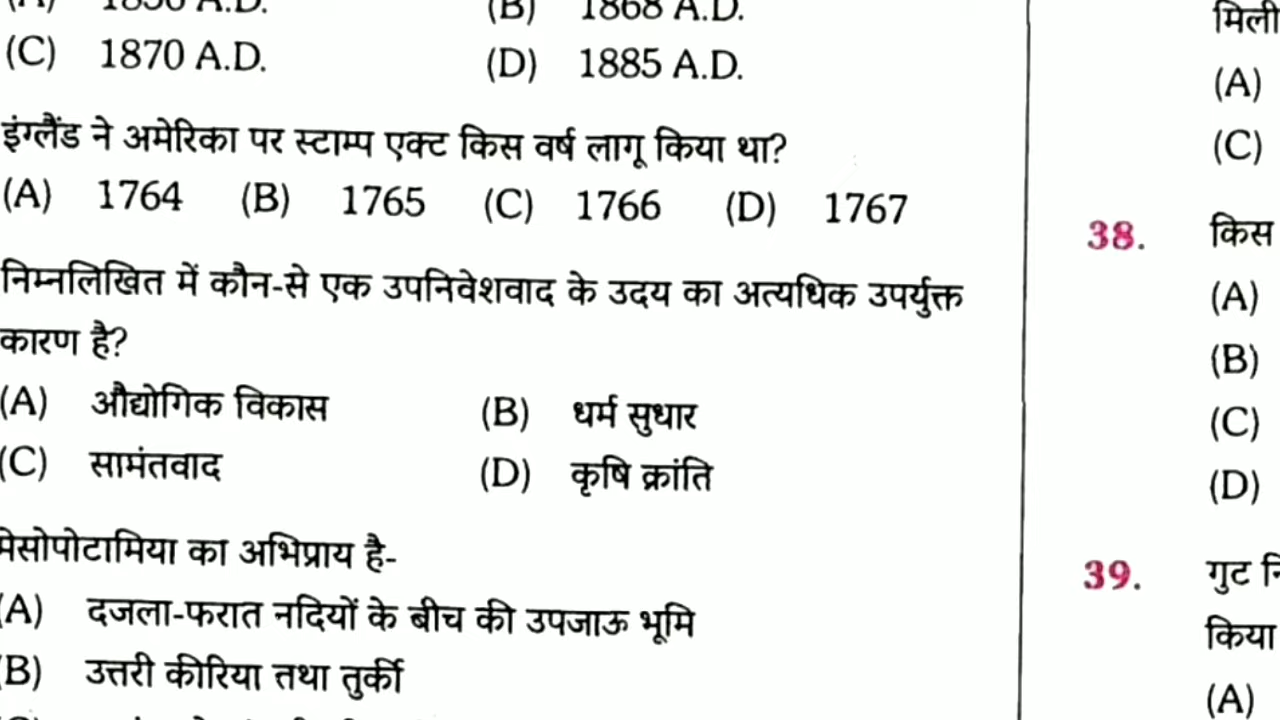 (B) 1868 A.D.
(C) 1870 A.D. (D) 1885 A.D.
इंग्लैंड ने अमेरिका पर स्टाम्प एक्ट किस वर्ष लागू किया था?
(A) 1764 (B) 1765 (C) 1766 (D) 1767
निम्नलिखित में कौन-से एक उपनिवेशवाद के उदय का अत्यधिक उपर्युक्त
कारण है?
(A) औद्योगिक विकास (B) धर्म सुधार
(C) सामंतवाद (D) कृषि क्रांति
मेसोपोटामिया का अभिप्राय है-
(A) दजला-फरात नदियों के बीच की उपजाऊ भूमि
(B) उत्तरी कीरिया तथा तुर्की
मिली
(A)
(C)
38. किस
(A)
(B)
(C)
(D)
39. गुट
किया
(A)